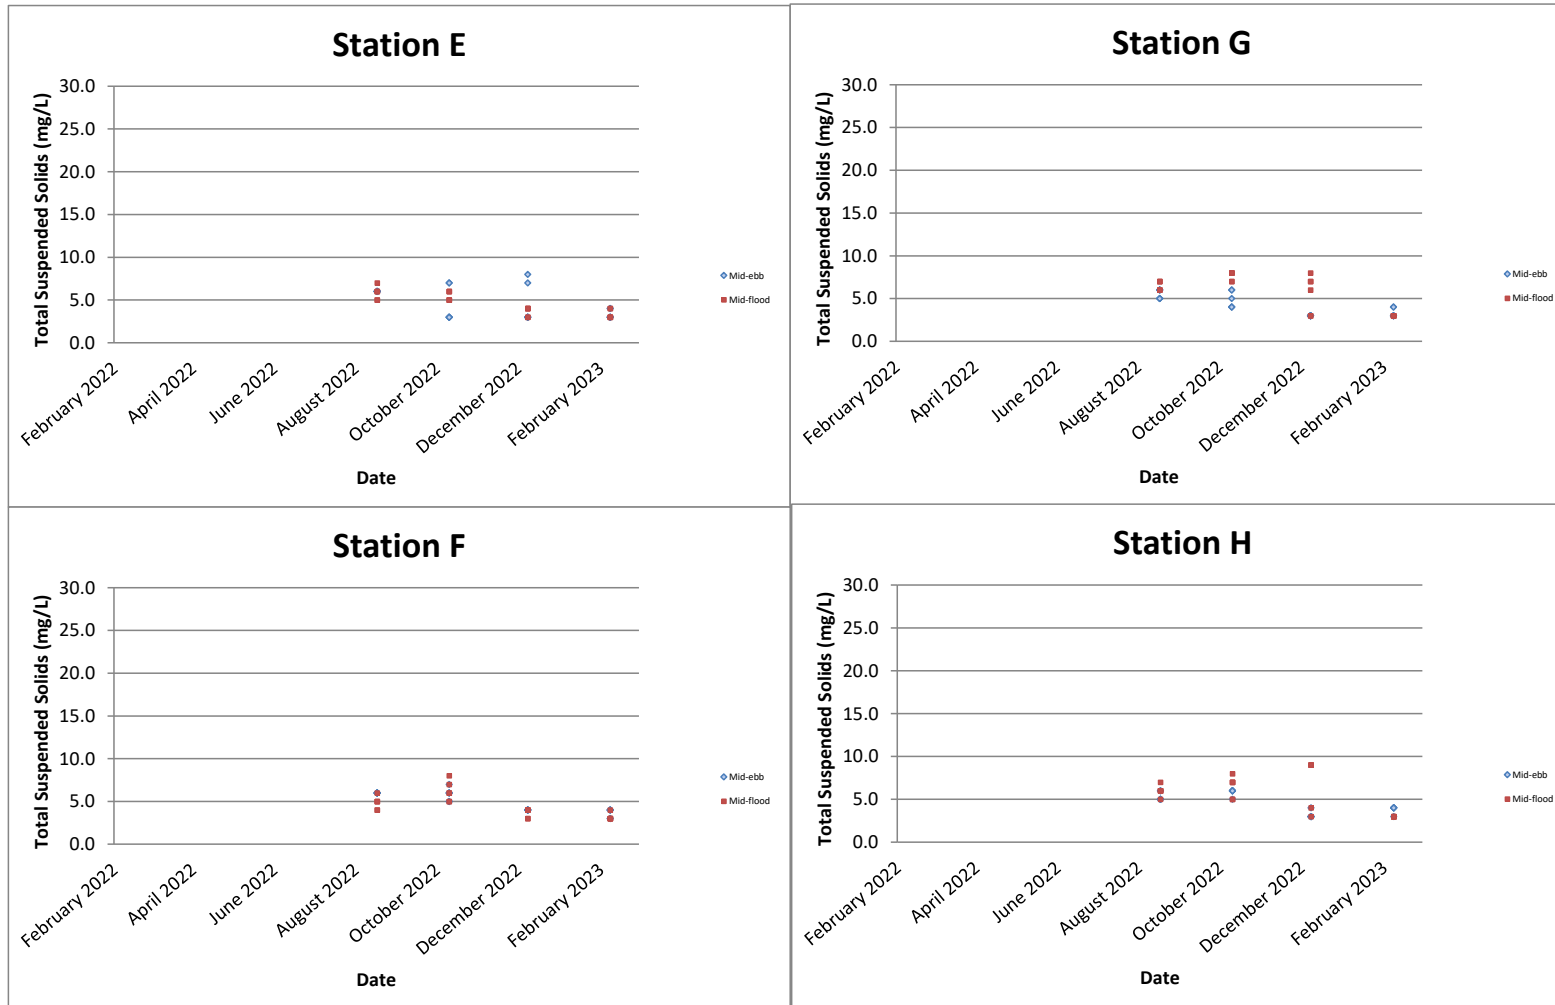 Station E
Total Suspended Solids (mg/L)
30.0
25.0
20.0
15.0
10.0
5.0
0.0
February 2022
April 2022
June 2022
August 2022
October 2022
December 2022
February 2023
Date
Mid-ebb
Mid-flood
Station G
Total Suspended Solids (mg/L)
30.0
25.0
20.0
15.0
10.0
5.0
0.0
February 2022
April 2022
June 2022
August 2022
October 2022
December 2022
February 2023
Date
Mid-ebb
Mid-flood
Station F
Total Suspended Solids (mg/L)
30.0
25.0
20.0
15.0
10.0
5.0
0.0
February 2022
April 2022
June 2022
August 2022
October 2022
December 2022
February 2023
Date
Mid-ebb
Mid-flood
Station H
Total Suspended Solids (mg/L)
30.0
25.0
20.0
15.0
10.0
5.0
0.0
February 2022
April 2022
June 2022
August 2022
October 2022
December 2022
February 2023
Date
Mid-ebb
Mid-flood